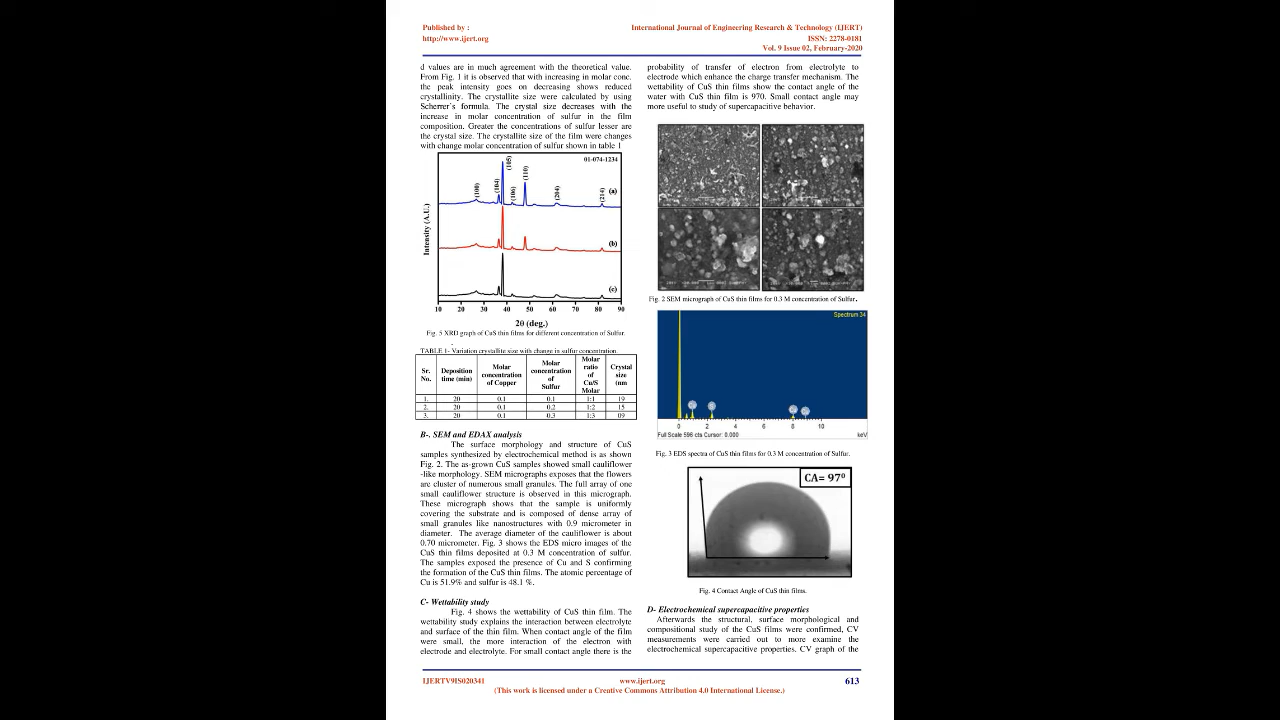 Published by :
http://www.ijert.org
International Journal of Engineering Research & Technology (IJERT)
ISSN: 2278-0181
Vol. 9 Issue 02, February-2020
d values are in much agreement with the theoretical value.
From Fig. 1 it is observed that with increasing in molar conc.
the peak intensity goes on decreasing shows reduced
crystallinity. The crystallite size were calculated by using
Scherrer's formula. The crystal size decreases with the
increase in molar concentration of sulfur in the film
composition. Greater the concentrations of sulfur lesser are
the crystal size. The crystallite size of the film were changes
with change molar concentration of sulfur shown in table 1
01-074-1234
(100)
(104)
(105)
(106)
(110)
(204)
(214)
(a)
(b)
(c)
Intensity (A.U.)
10 20 30 40 50 60 70 80 90
2θ (deg.)
Fig. 5 XRD graph of CuS thin films for different concentration of Sulfur.
.
TABLE 1- Variation crystallite size with change in sulfur concentration.
Sr. No. Deposition time (min) Molar concentration of Copper Molar concentration of Sulfur Molar ratio of Cu/S Molar Crystal size (nm
1. 20 0.1 0.1 1:1 19
2. 20 0.1 0.2 1:2 15
3. 20 0.1 0.3 1:3 09
B-. SEM and EDAX analysis
The surface morphology and structure of CuS
samples synthesized by electrochemical method is as shown
Fig. 2. The as-grown CuS samples showed small cauliflower
-like morphology. SEM micrographs exposes that the flowers
are cluster of numerous small granules. The full array of one
small cauliflower structure is observed in this micrograph.
These micrograph shows that the sample is uniformly
covering the substrate and is composed of dense array of
small granules like nanostructures with 0.9 micrometer in
diameter. The average diameter of the cauliflower is about
0.70 micrometer. Fig. 3 shows the EDS micro images of the
CuS thin films deposited at 0.3 M concentration of sulfur.
The samples exposed the presence of Cu and S confirming
the formation of the CuS thin films. The atomic percentage of
Cu is 51.9% and sulfur is 48.1 %.
C- Wettability study
Fig. 4 shows the wettability of CuS thin film. The
wettability study explains the interaction between electrolyte
and surface of the thin film. When contact angle of the film
were small, the more interaction of the electron with
electrode and electrolyte. For small contact angle there is the
probability of transfer of electron from electrolyte to
electrode which enhance the charge transfer mechanism. The
wettability of CuS thin films show the contact angle of the
water with CuS thin film is 970. Small contact angle may
more useful to study of supercapacitive behavior.
Fig. 2 SEM micrograph of CuS thin films for 0.3 M concentration of Sulfur.
Spectrum 34
0 2 4 6 8 10
Full Scale 596 cts Cursor: 0.000 keV
Fig. 3 EDS spectra of CuS thin films for 0.3 M concentration of Sulfur.
CA= 97⁰
Fig. 4 Contact Angle of CuS thin films.
D- Electrochemical supercapacitive properties
Afterwards the structural, surface morphological and
compositional study of the CuS films were confirmed, CV
measurements were carried out to more examine the
electrochemical supercapacitive properties. CV graph of the
IJERTV9IS020341 www.ijert.org 613
(This work is licensed under a Creative Commons Attribution 4.0 International License.)